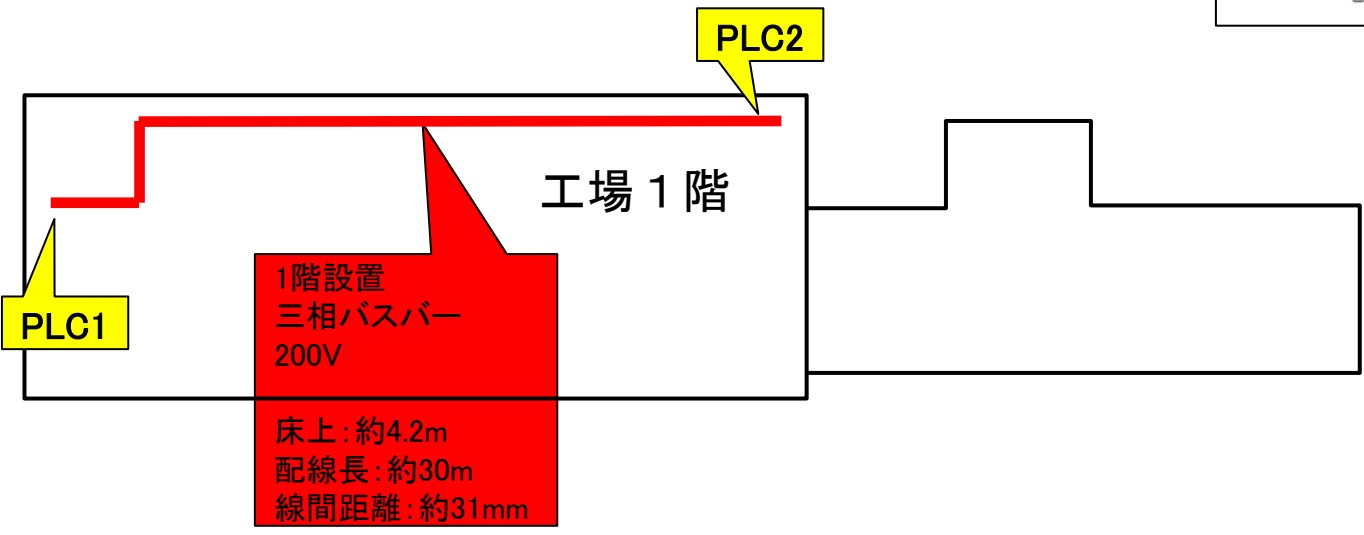 PLC2
工場１階
1階設置
三相バスバー
200V
PLC1
床上：約4.2m
配線長：約30m
線間距離：約31mm